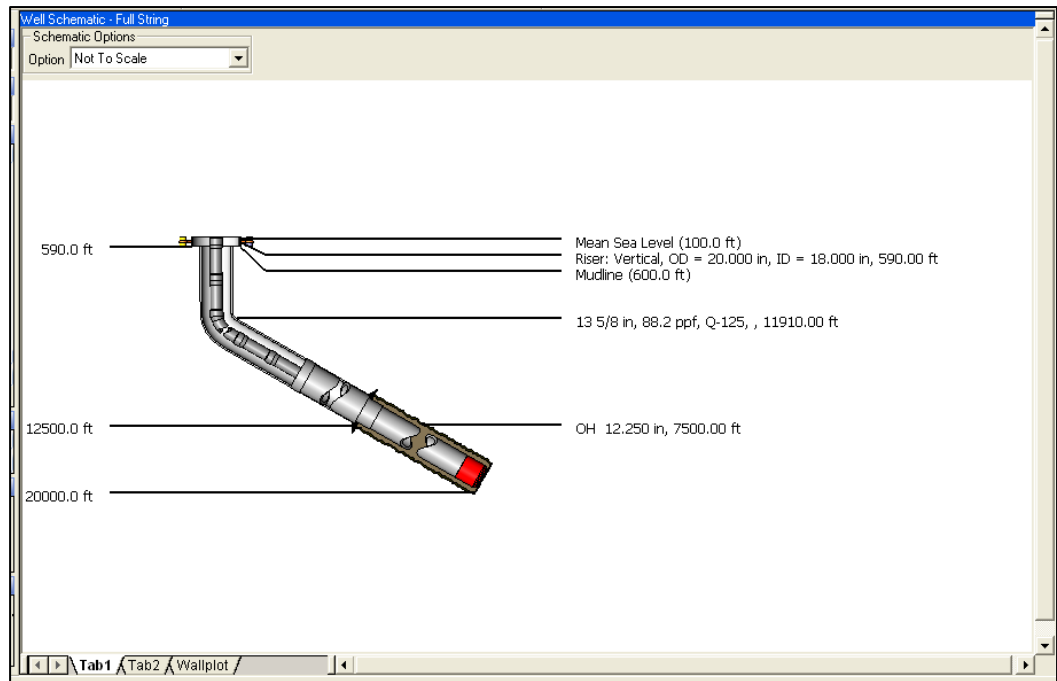 Well Schematic - Full String
Schematic Options
Option Not To Scale
590.0 ft
Mean Sea Level (100.0 ft)
Riser: Vertical, OD = 20.000 in, ID = 18.000 in, 590.00 ft
Mudline (600.0 ft)
13 5/8 in, 88.2 ppf, Q-125, , 11910.00 ft
12500.0 ft
OH 12.250 in, 7500.00 ft
20000.0 ft
Tab1 Tab2 Wallplot